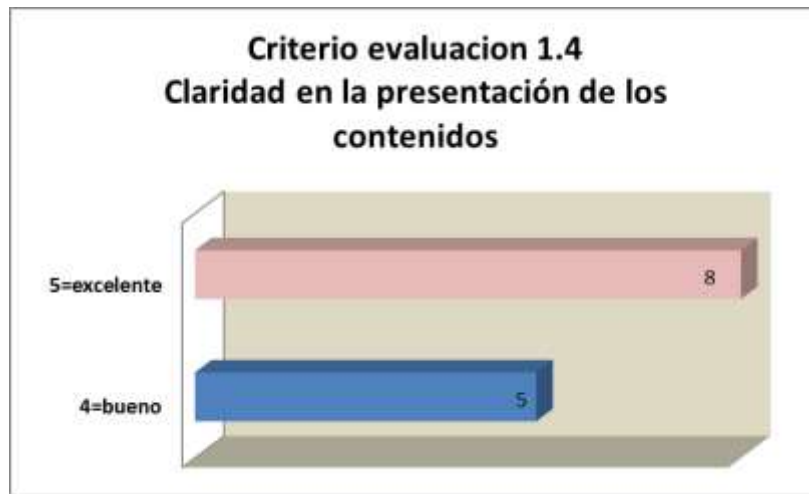 Criterio evaluacion 1.4
Claridad en la presentación de los
contenidos
5=excelente
8
4=bueno
5